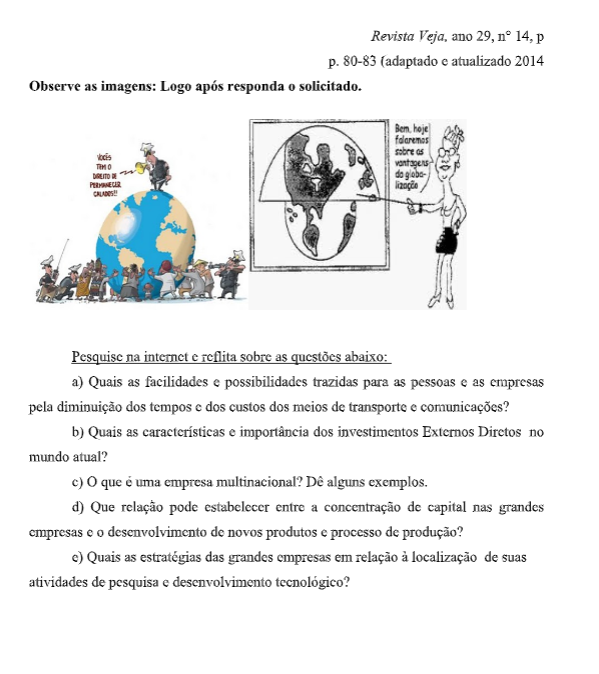 Revista Veja, ano 29, nº 14, p
p. 80-83 (adaptado e atualizado 2014
Observe as imagens: Logo após responda o solicitado.
VOCÊS
TEM O
DIREITO DE
PERMANECER
CALADOS!!
Bem, hoje
falaremos
sobre as
vantagens
da globa-
lização
Pesquise na internet e reflita sobre as questões abaixo:
a) Quais as facilidades e possibilidades trazidas para as pessoas e as empresas
pela diminuição dos tempos e dos custos dos meios de transporte e comunicações?
b) Quais as características e importância dos investimentos Externos Diretos no
mundo atual?
c) O que é uma empresa multinacional? Dê alguns exemplos.
d) Que relação pode estabelecer entre a concentração de capital nas grandes
empresas e o desenvolvimento de novos produtos e processo de produção?
e) Quais as estratégias das grandes empresas em relação à localização de suas
atividades de pesquisa e desenvolvimento tecnológico?